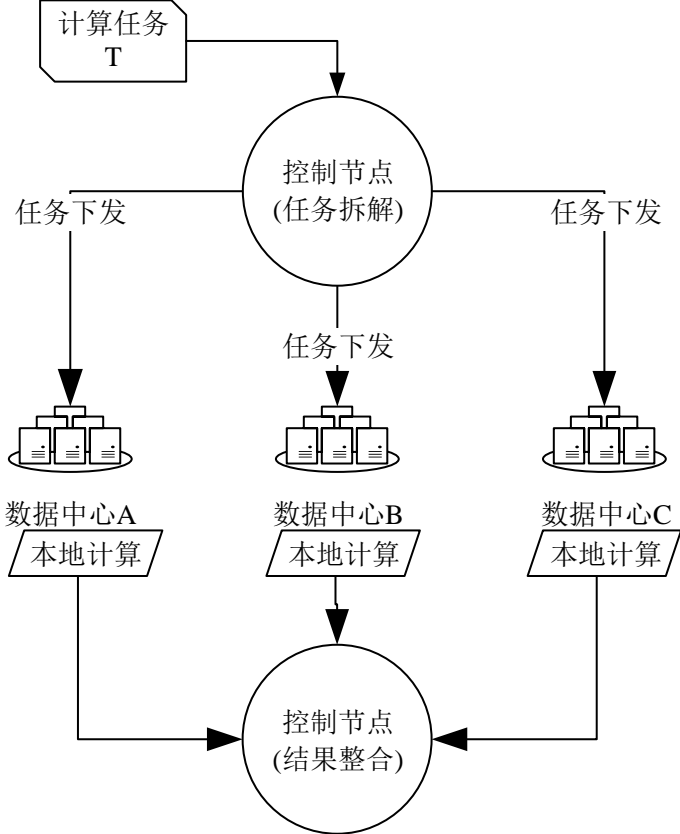 计算任务
T
控制节点
(任务拆解)
任务下发
任务下发
任务下发
数据中心A
数据中心B
数据中心C
本地计算
本地计算
本地计算
控制节点
(结果整合)